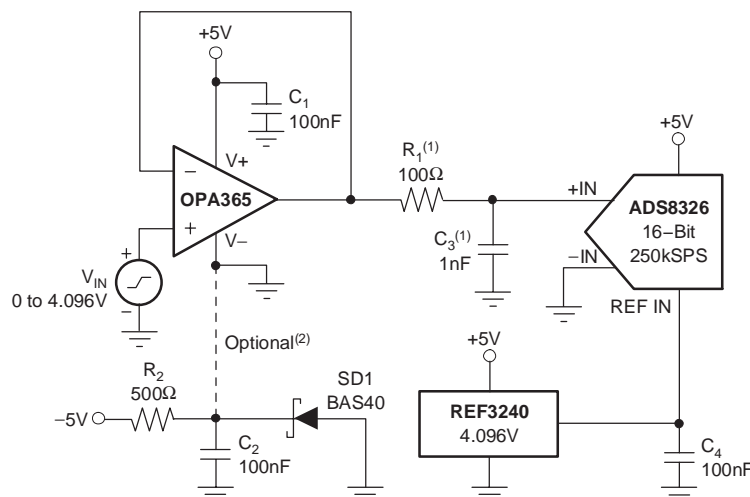 +5V
C1
100nF
V+
−
OPA365
+
V−
R1(1)
100Ω
C3(1)
1nF
+5V
+IN
ADS8326
16−Bit
250kSPS
−IN
REF IN
+
VIN
0 to 4.096V
−
Optional(2)
R2
500Ω
−5V
C2
100nF
SD1
BAS40
+5V
REF3240
4.096V
C4
100nF